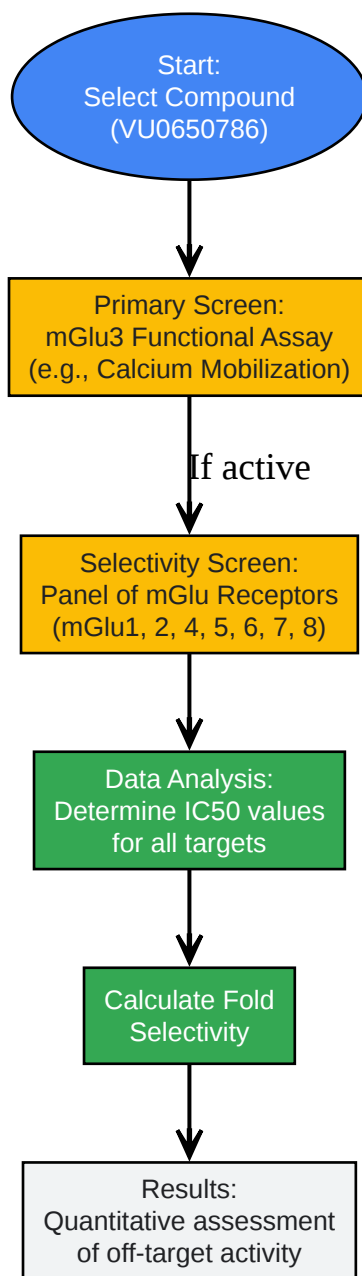 Start:
Select Compound
(VU0650786)
Primary Screen:
mGlu3 Functional Assay
(e.g., Calcium Mobilization)
If active
Selectivity Screen:
Panel of mGlu Receptors
(mGlu1, 2, 4, 5, 6, 7, 8)
Data Analysis:
Determine IC50 values
for all targets
Calculate Fold
Selectivity
Results:
Quantitative assessment
of off-target activity